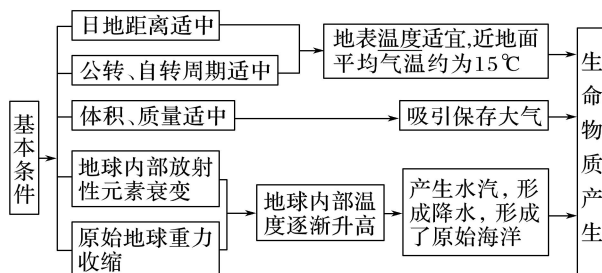 基本条件
日地距离适中
公转、自转周期适中
体积、质量适中
地球内部放射
性元素衰变
原始地球重力
收缩
地表温度适宜,近地面
平均气温约为15℃
吸引保存大气
地球内部温
度逐渐升高
产生水汽,形
成降水,形成
了原始海洋
生命物质产生